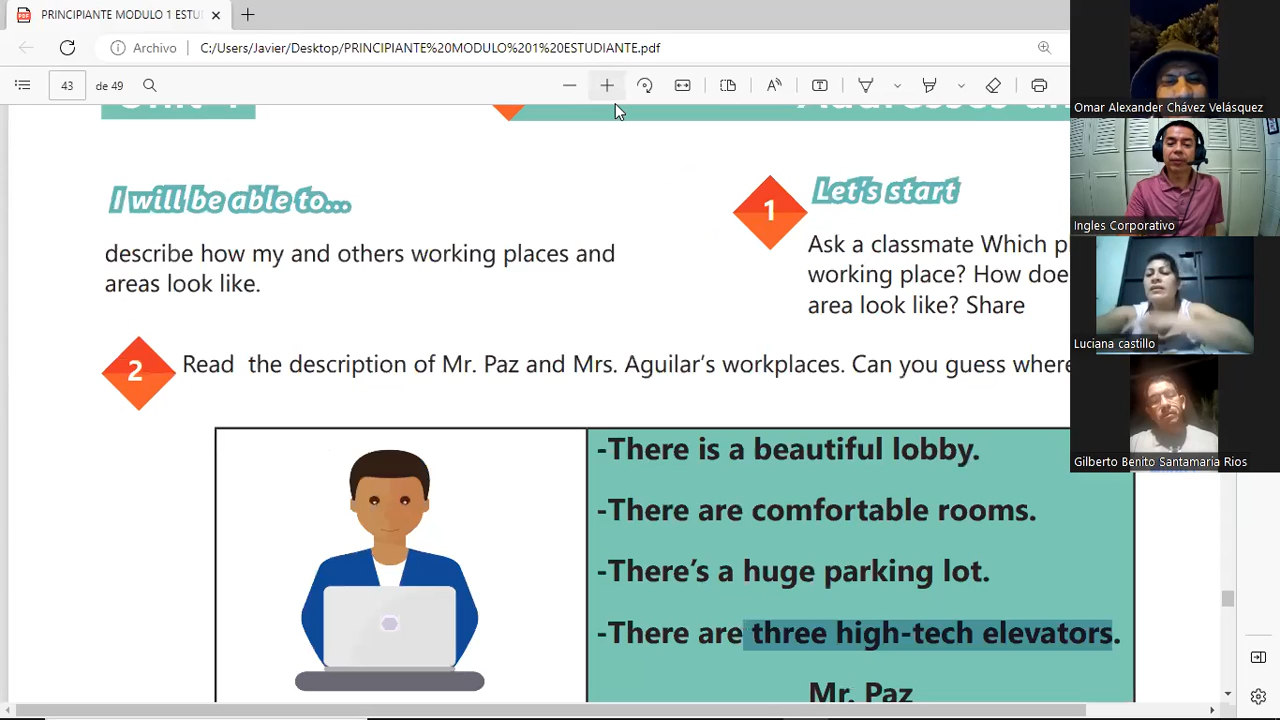 PRINCIPIANTE MODULO 1 ESTU
Archivo
C:/Users/Javier/Desktop/PRINCIPIANTE%20MODULO%201%20ESTUDIANTE.pdf
43
de 49
I will be able to...
describe how my and others working places and
areas look like.
1
Let's start
Ask a classmate Which p
working place? How doe
area look like? Share
2
Read the description of Mr. Paz and Mrs. Aguilar's workplaces. Can you guess where
-There is a beautiful lobby.
-There are comfortable rooms.
-There's a huge parking lot.
-There are three high-tech elevators.
Mr. Paz
Omar Alexander Chávez Velásquez
Ingles Corporativo
Luciana castillo
Gilberto Benito Santamaria Rios